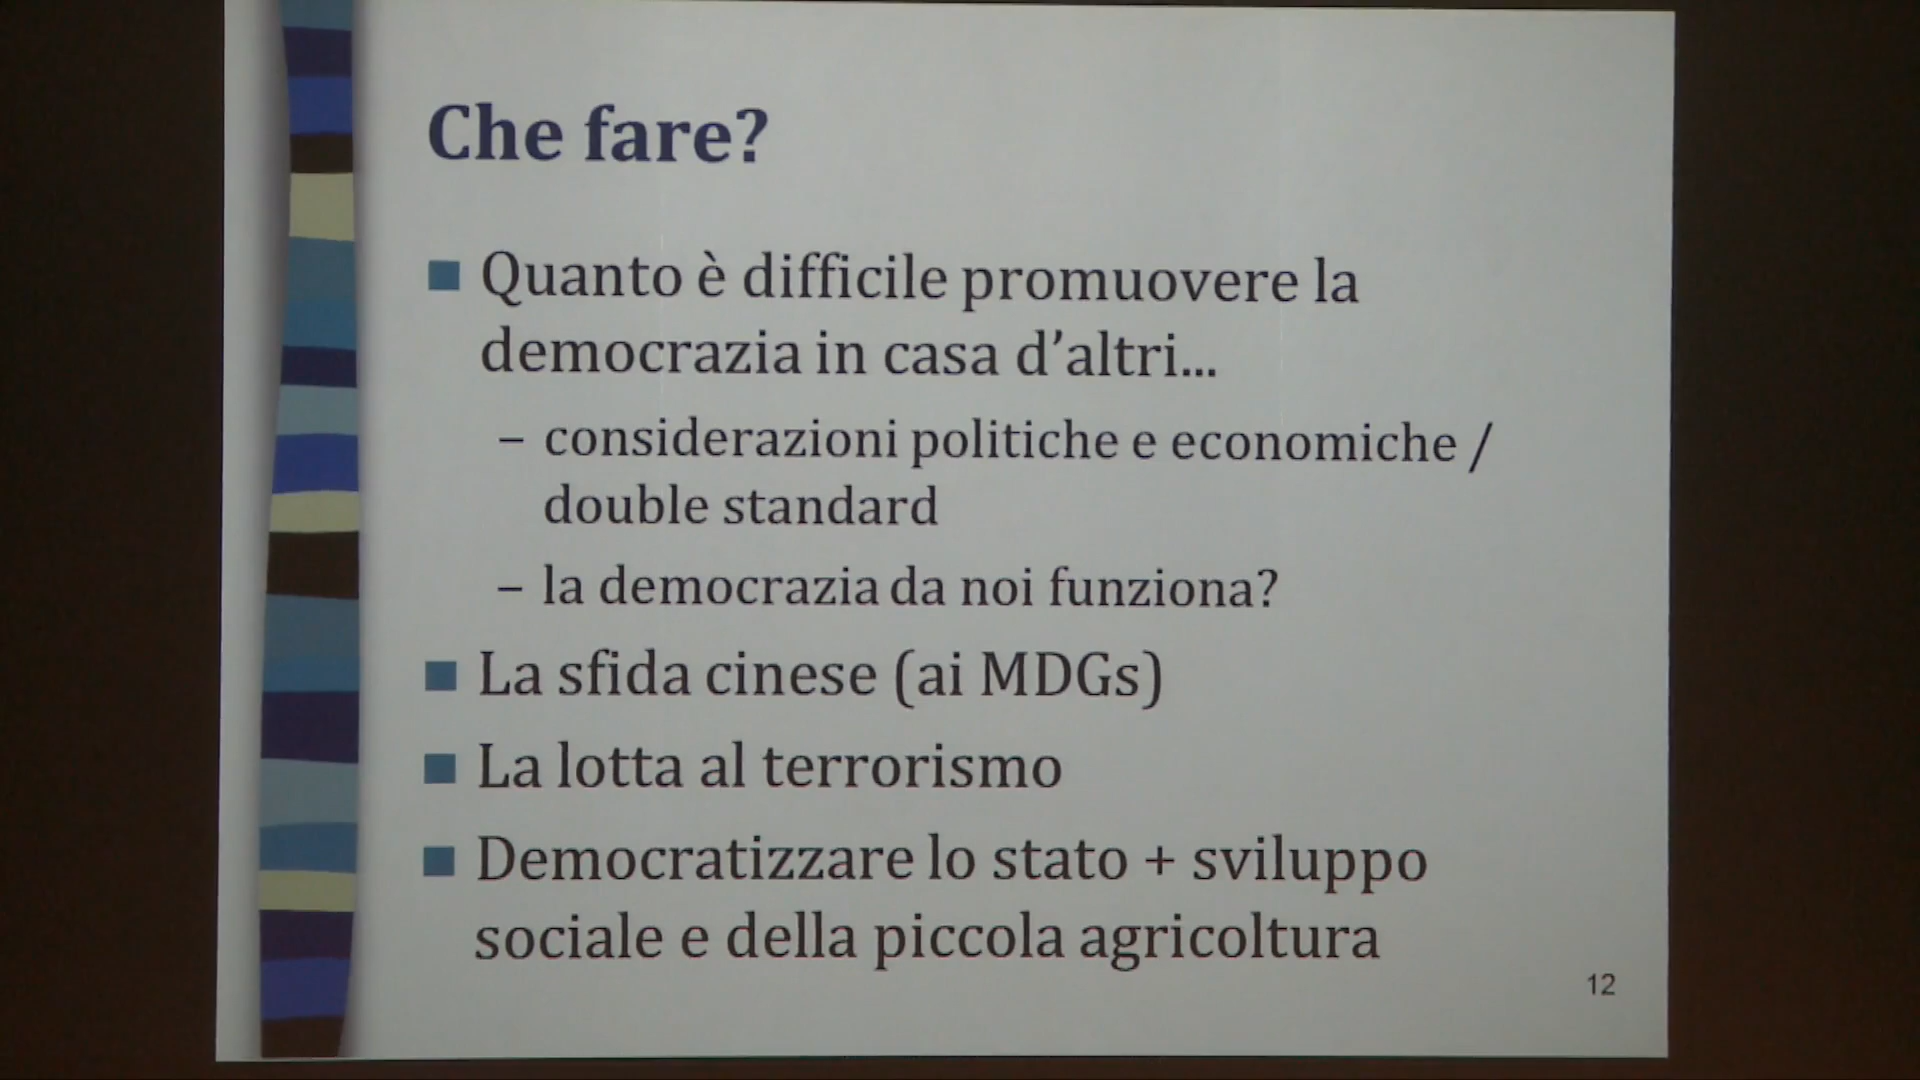 Che fare?
■ Quanto è difficile promuovere la
democrazia in casa d'altri...
– considerazioni politiche e economiche /
double standard
– la democrazia da noi funziona?
■ La sfida cinese (ai MDGs)
■ La lotta al terrorismo
■ Democratizzare lo stato + sviluppo
sociale e della piccola agricoltura
12